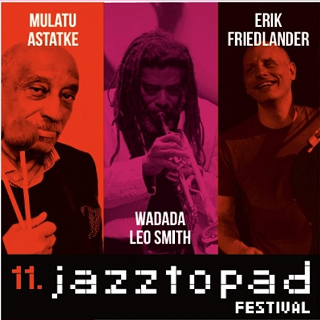 MULATU
ASTATKE
ERIK
FRIEDLANDER
WADADA
LEO SMITH
11. jazztopad
FESTIVAL